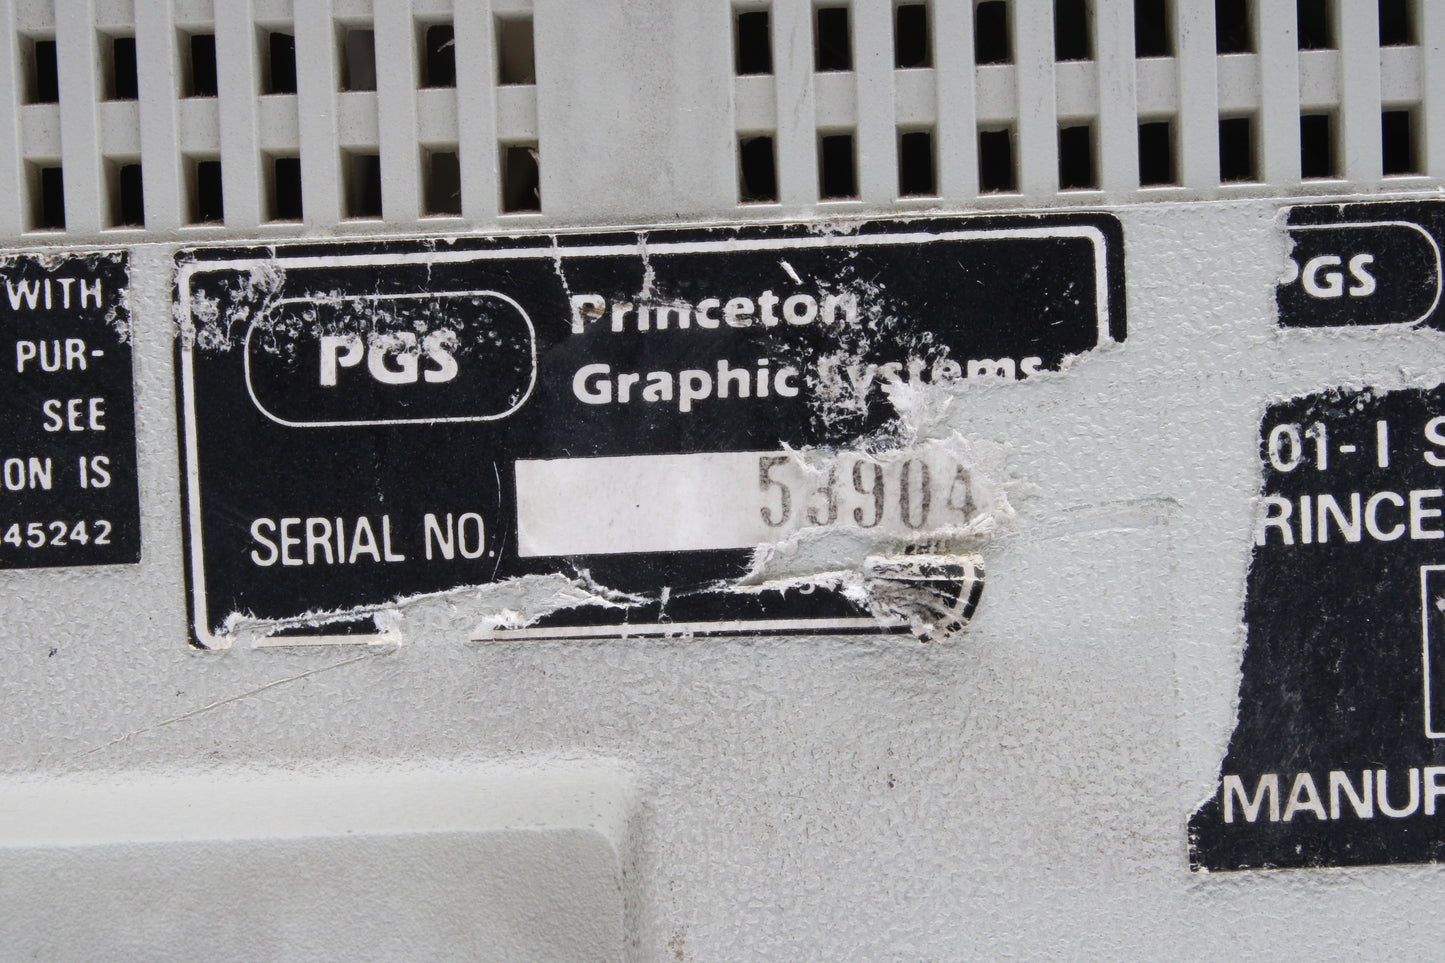 WITH
PUR-
SEE
ON IS
45242
PGS
Princeton
Graphic Systems
SERIAL NO. 53904
PGS
01-I S
RINCE
MANUF